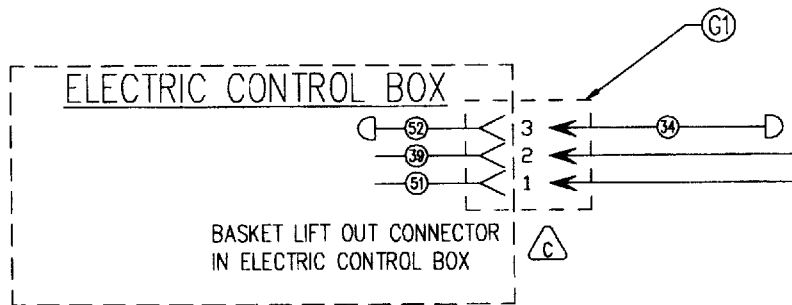 G1
ELECTRIC CONTROL BOX
52 3 34
39 2
51 1
BASKET LIFT OUT CONNECTOR
IN ELECTRIC CONTROL BOX
C